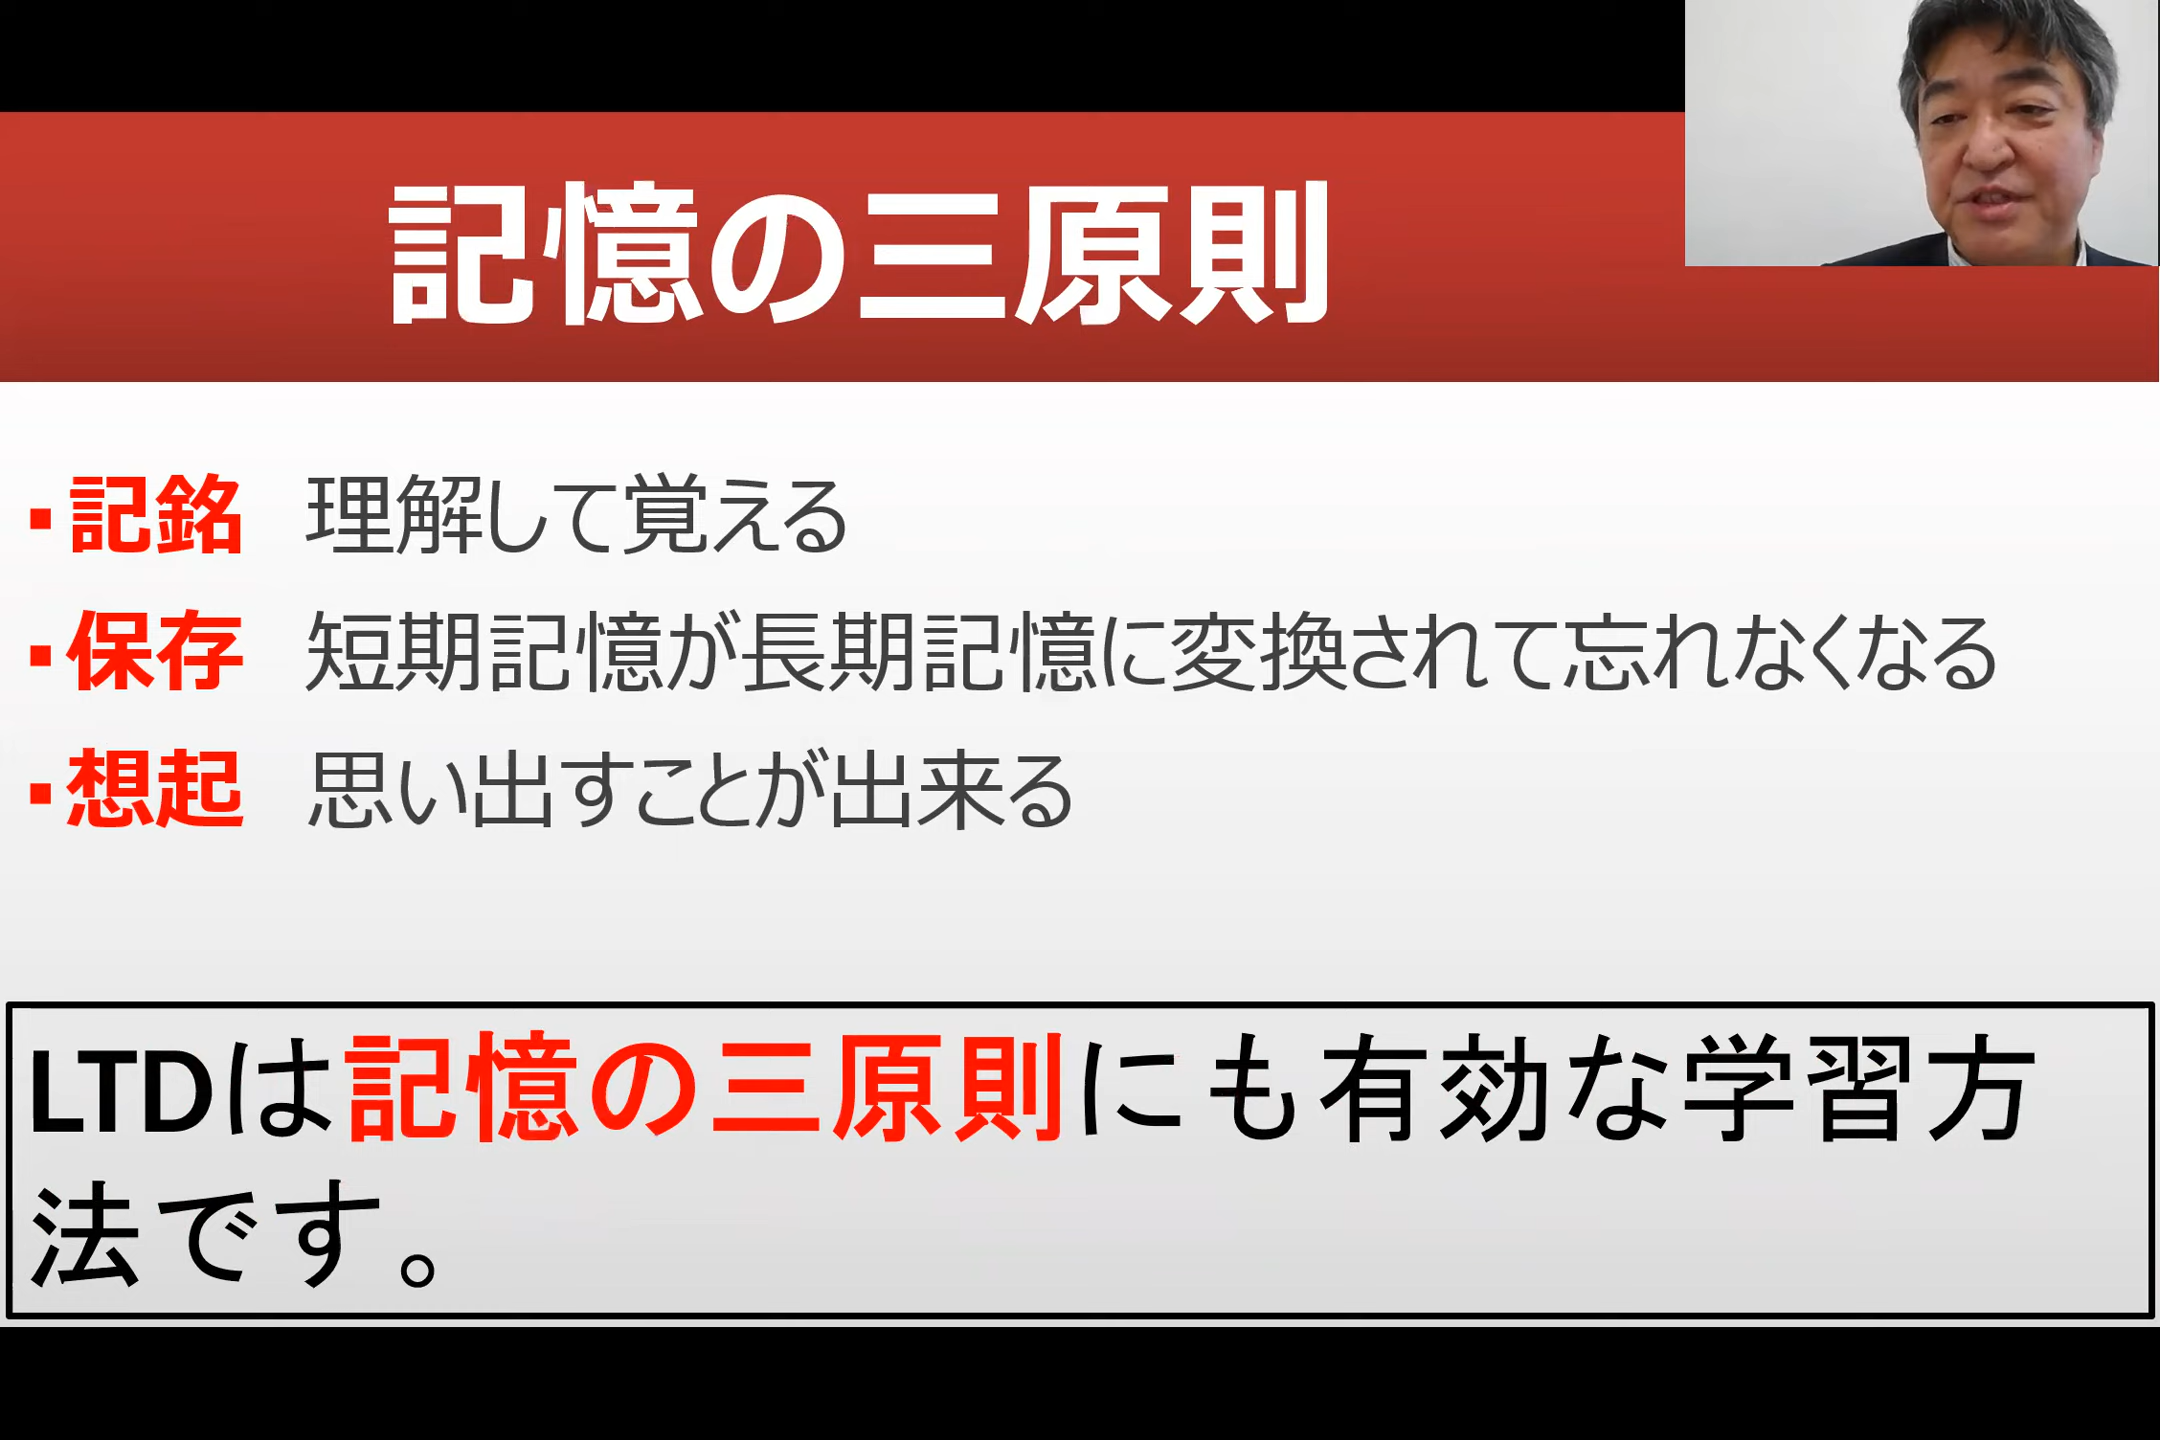 記憶の三原則
▪記銘 理解して覚える
▪保存 短期記憶が長期記憶に変換されて忘れなくなる
▪想起 思い出すことが出来る
LTDは記憶の三原則にも有効な学習方
法です。